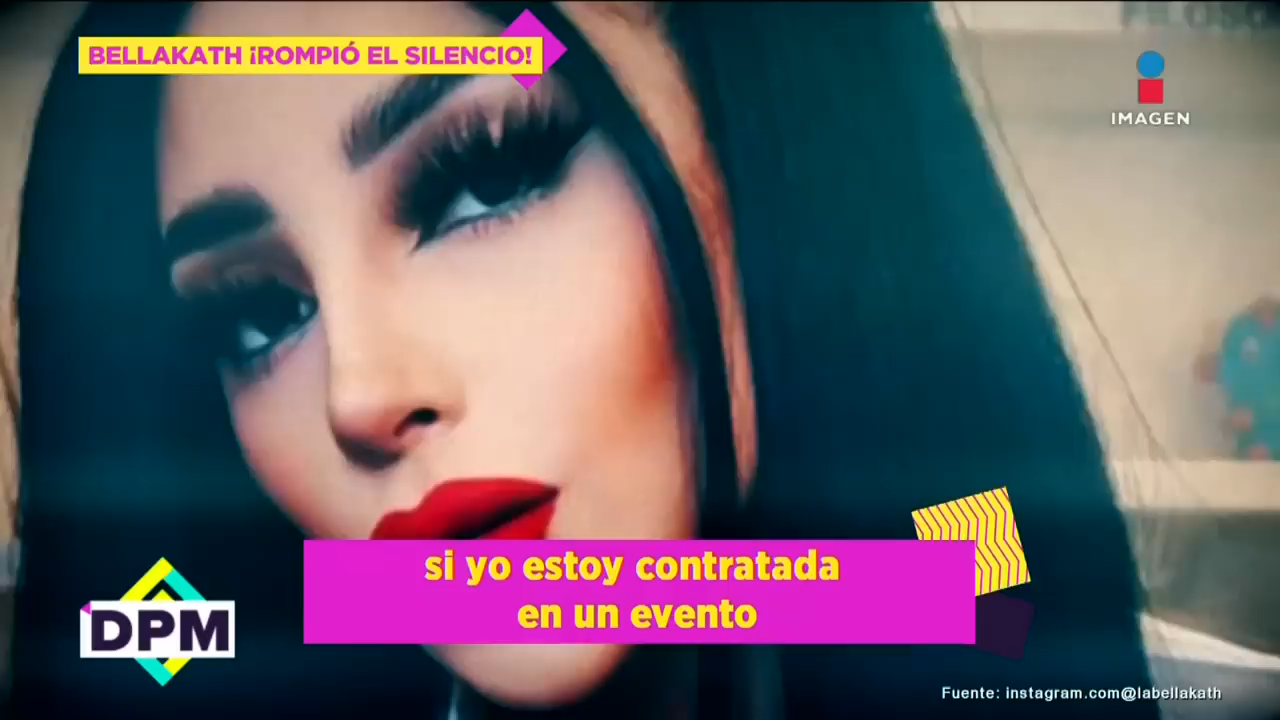 BELLAKATH ¡ROMPIÓ EL SILENCIO!
IMAGEN
si yo estoy contratada
en un evento
DPM
Fuente: instagram.com@labellakath